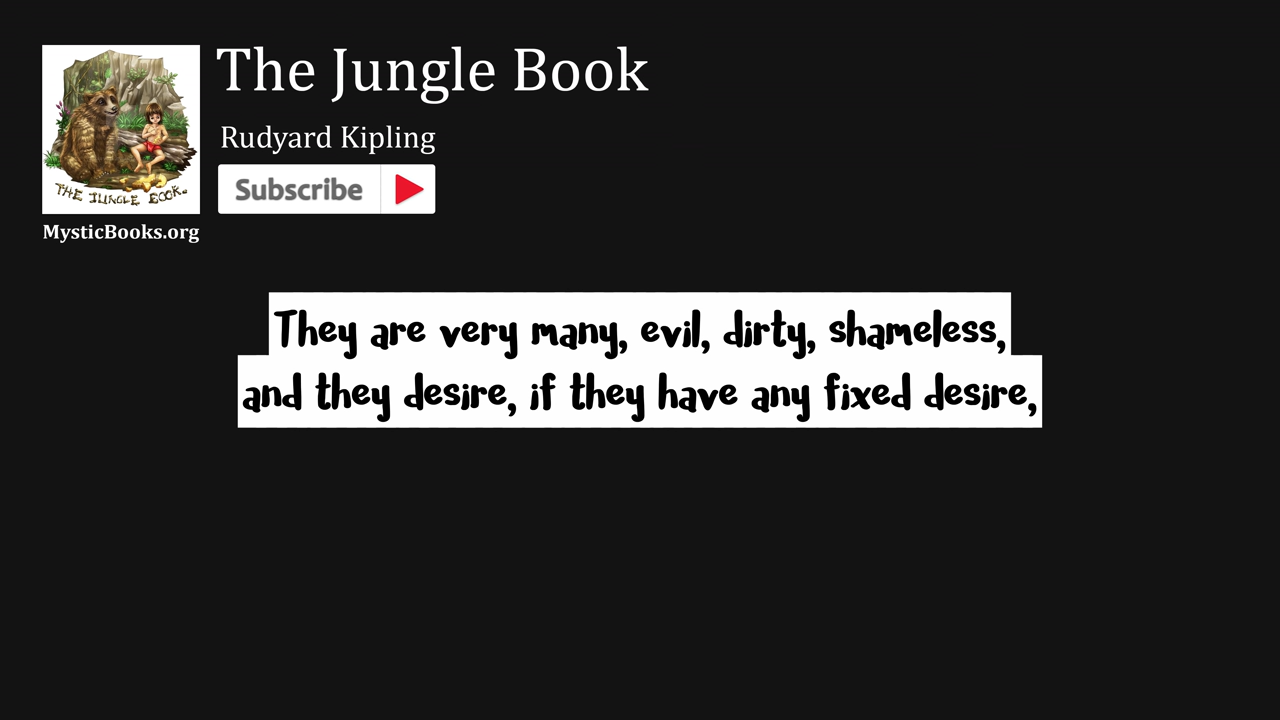 The Jungle Book
Rudyard Kipling
Subscribe
THE JUNGLE BOOK.
MysticBooks.org
They are very many, evil, dirty, shameless,
and they desire, if they have any fixed desire,